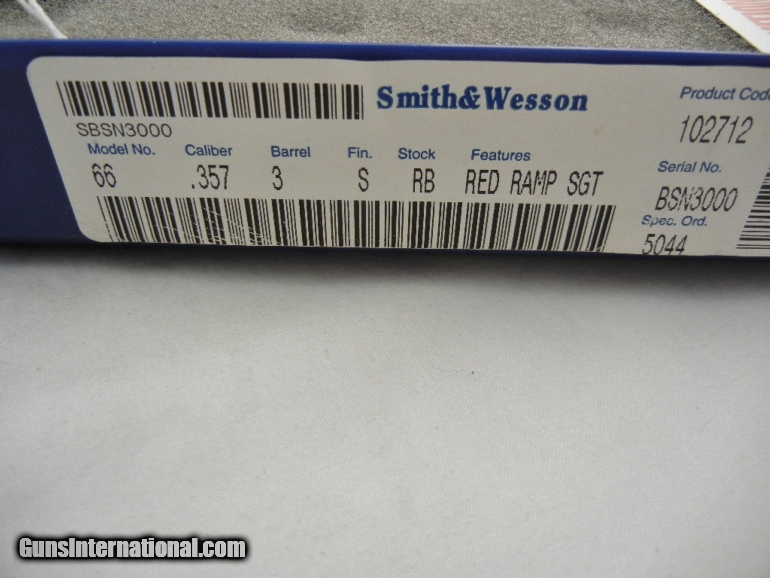 Smith&Wesson
SBSN3000
Model No. Caliber Barrel Fin. Stock Features
66 .357 3 S RB RED RAMP SGT
Product Code
102712
Serial No.
BSN3000
Spec. Ord.
5044
GunsInternational.com